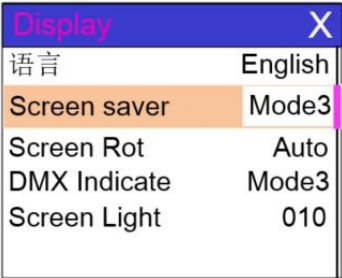 Display X
语言 English
Screen saver Mode3
Screen Rot Auto
DMX Indicate Mode3
Screen Light 010